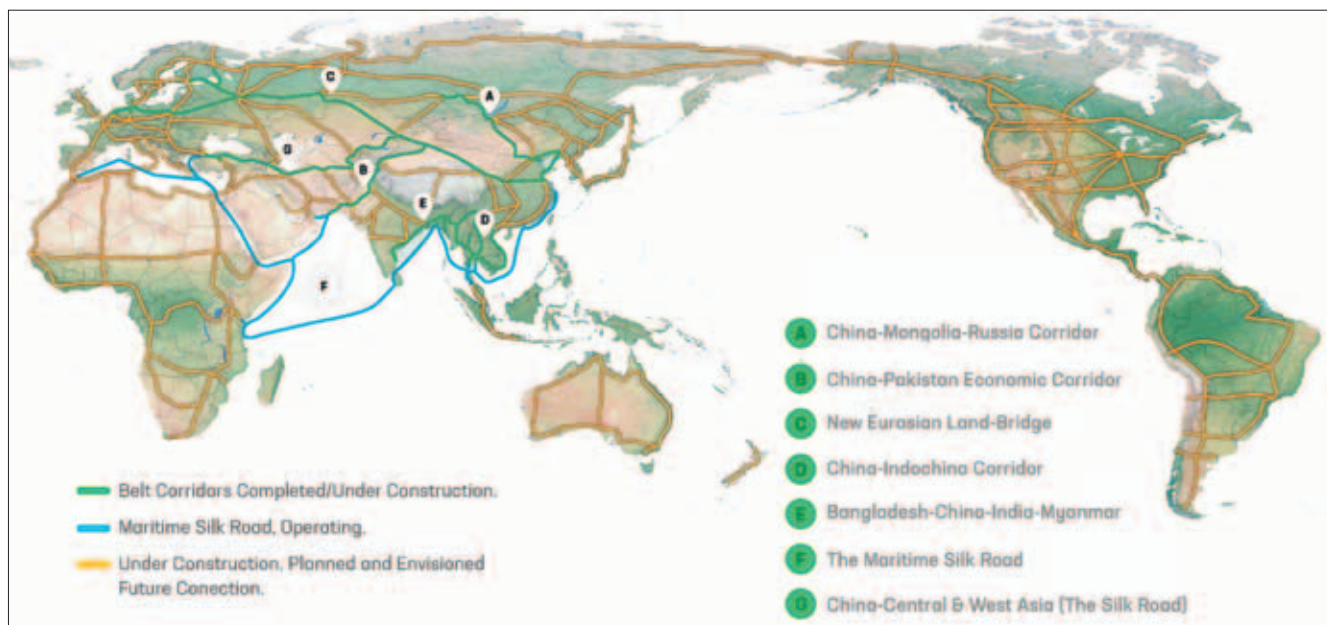 C
A
G
B
E
D
F
A China-Mongolia-Russia Corridor
B China-Pakistan Economic Corridor
C New Eurasian Land-Bridge
D China-Indochina Corridor
E Bangladesh-China-India-Myanmar
F The Maritime Silk Road
G China-Central & West Asia (The Silk Road)
Belt Corridors Completed/Under Construction.
Maritime Silk Road, Operating.
Under Construction, Planned and Envisioned
Future Conection.